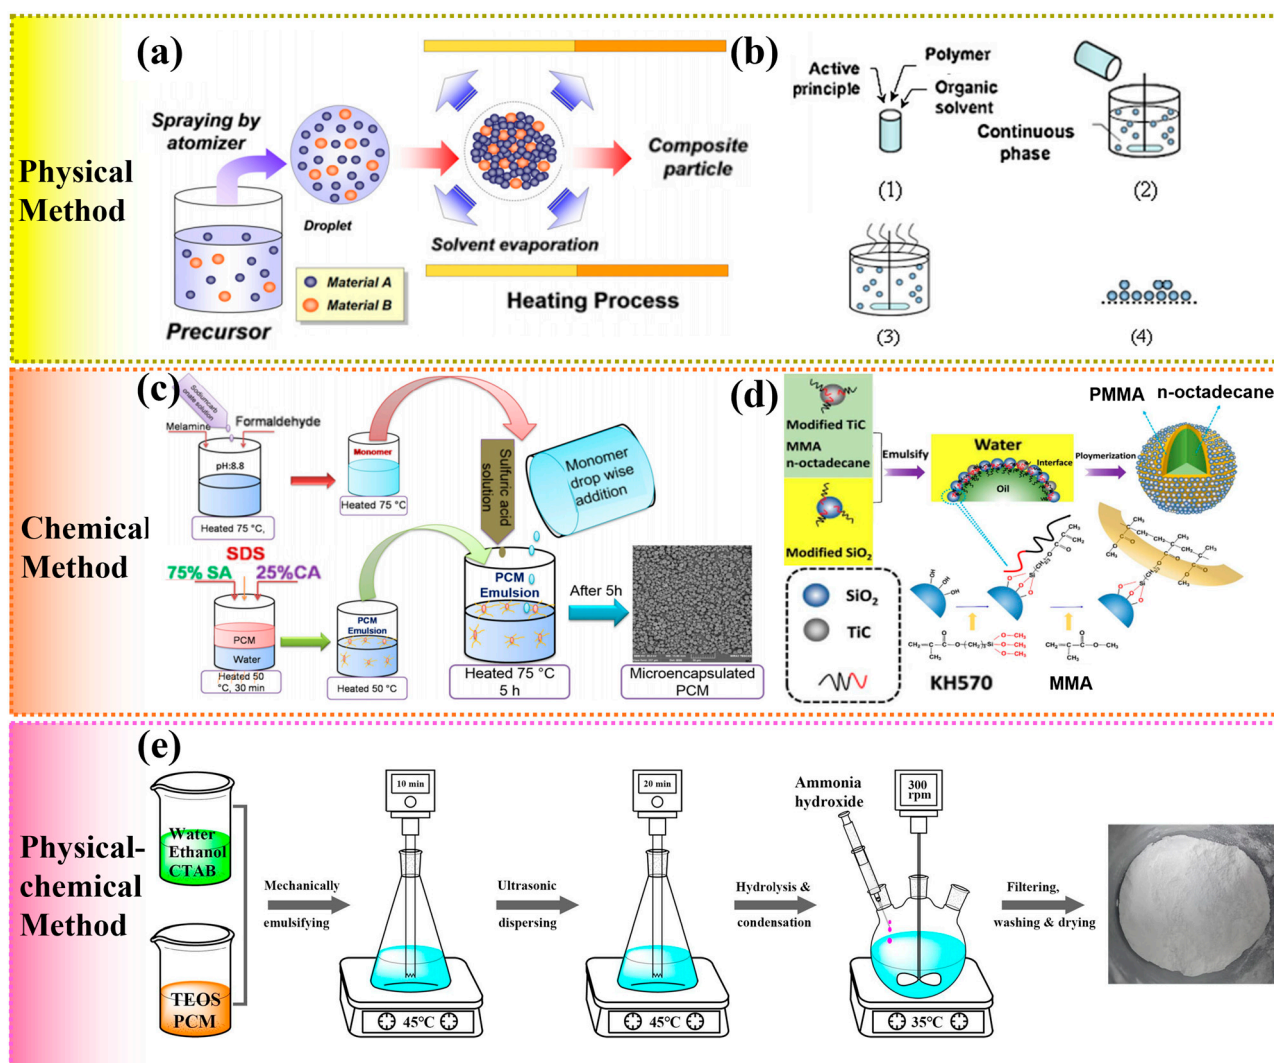 Physical
Method
(a)
Spraying by
atomizer
Droplet
Material A
Material B
Precursor
Solvent evaporation
Heating Process
Composite
particle
(b)
Active
principle
Polymer
Organic
solvent
(1)
Continuous
phase
(2)
(3)
(4)
Chemical
Method
(c)
Sodiumcarb
onate solution
Melamine
Formaldehyde
pH:8.8
Heated 75 °C,
Monomer
Heated 75 °C
Sulfuric acid
solution
Monomer
drop wise
addition
SDS
75% SA
25%CA
PCM
Water
Heated 50
°C, 30 min
PCM
Emulsion
Heated 50 °C
PCM
Emulsion
Heated 75 °C
5 h
After 5h
Microencapsulated
PCM
(d)
Modified TiC
MMA
n-octadecane
Modified SiO₂
Emulsify
Water
Interface
Oil
Ploymerization
PMMA
n-octadecane
SiO₂
TiC
KH570
MMA
Physical-
chemical
Method
(e)
Water
Ethanol
CTAB
TEOS
PCM
Mechanically
emulsifying
10 min
45°C
Ultrasonic
dispersing
20 min
45°C
Hydrolysis &
condensation
Ammonia
hydroxide
300
rpm
35°C
Filtering,
washing & drying